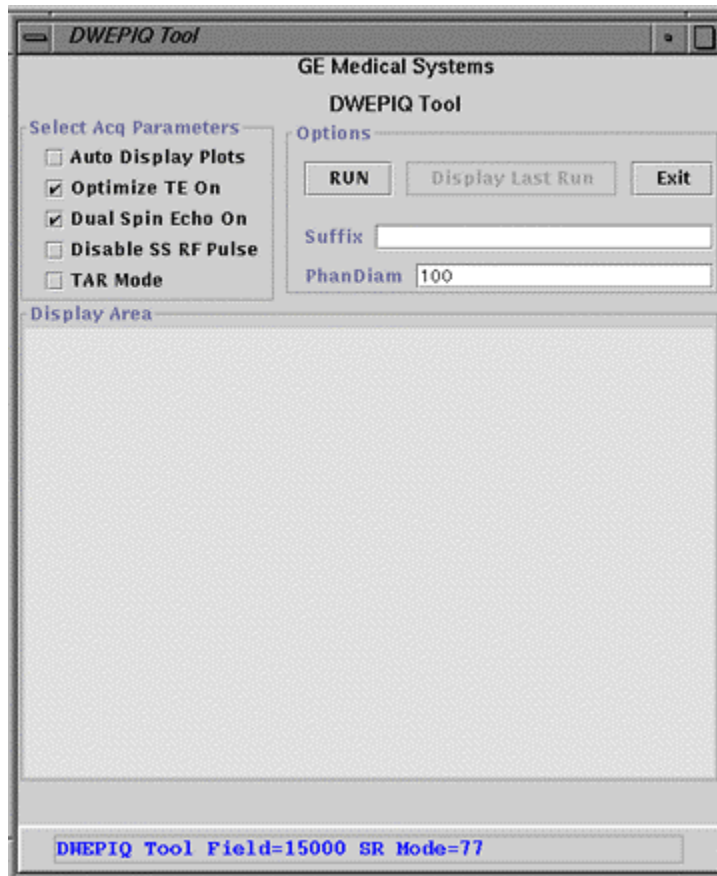 DWEPIQ Tool
GE Medical Systems
DWEPIQ Tool
Select Acq Parameters
Auto Display Plots
Optimize TE On
Dual Spin Echo On
Disable SS RF Pulse
TAR Mode
Options
RUN Display Last Run Exit
Suffix
PhanDiam 100
Display Area
DWEPIQ Tool Field=15000 SR Mode=77